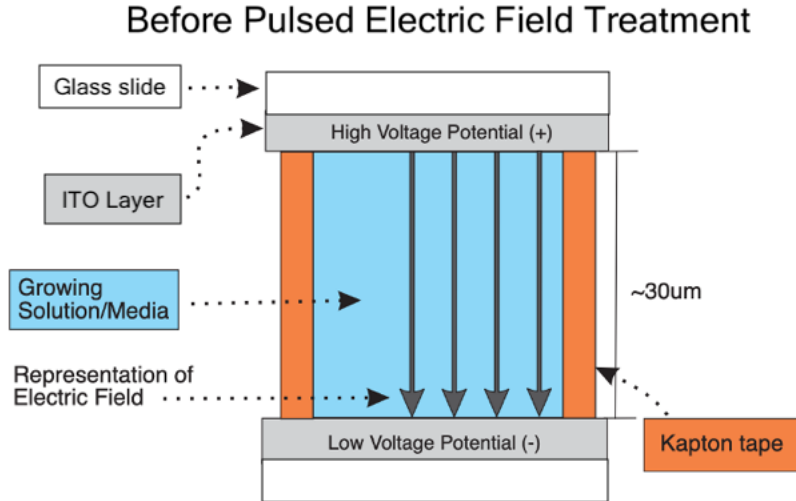 Before Pulsed Electric Field Treatment
Glass slide
High Voltage Potential (+)
ITO Layer
Growing
Solution/Media
~30um
Representation of
Electric Field
Low Voltage Potential (-)
Kapton tape